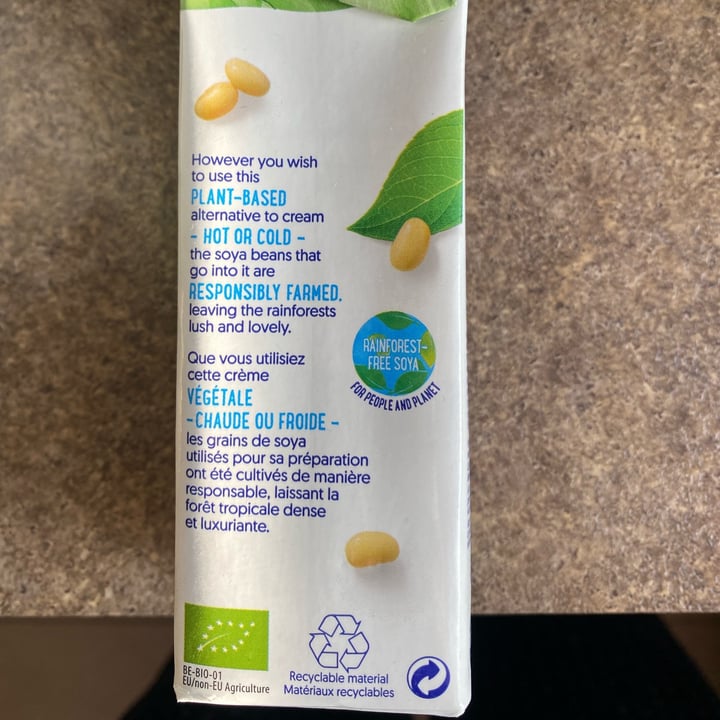 However you wish
to use this
PLANT-BASED
alternative to cream
- HOT OR COLD -
the soya beans that
go into it are
RESPONSIBLY FARMED,
leaving the rainforests
lush and lovely.
RAINFOREST-
FREE SOYA
FOR PEOPLE AND PLANET
Que vous utilisiez
cette crème
VÉGÉTALE
-CHAUDE OU FROIDE -
les grains de soya
utilisés pour sa préparation
ont été cultivés de manière
responsable, laissant la
forêt tropicale dense
et luxuriante.
BE-BIO-01
EU/non-EU Agriculture
Recyclable material
Matériaux recyclables